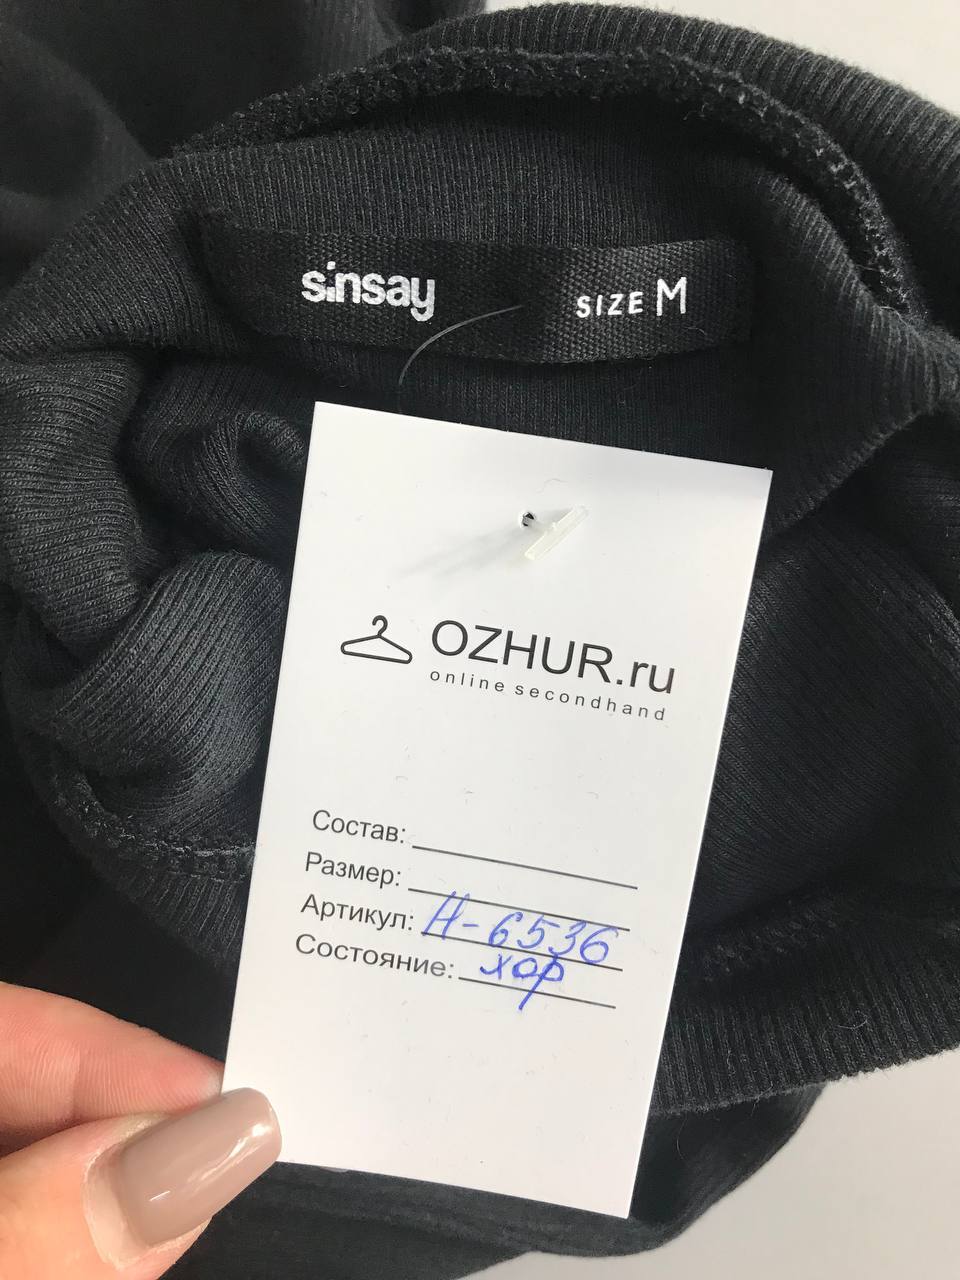 sinsay SIZE M
OZHUR.ru
online secondhand
Состав:
Размер:
Артикул: Н-6536
Состояние: хор